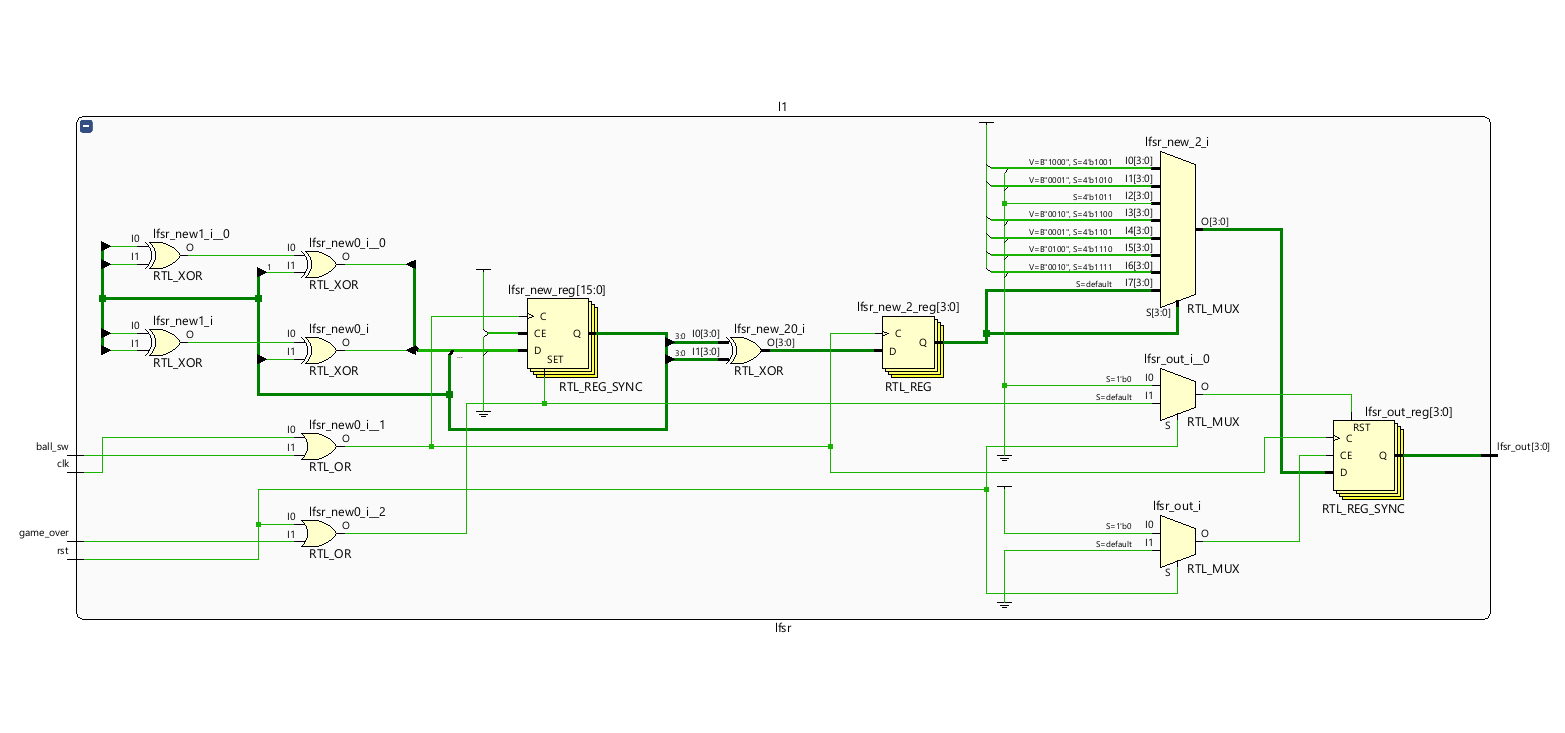 I1
lfsr_new_2_i
V=B"1000", S=4'b1001 I0[3:0]
V=B"0001", S=4'b1010 I1[3:0]
S=4'b1011 I2[3:0]
V=B"0010", S=4'b1100 I3[3:0]
V=B"0001", S=4'b1101 I4[3:0]
V=B"0100", S=4'b1110 I5[3:0]
V=B"0010", S=4'b1111 I6[3:0]
S=default I7[3:0]
O[3:0]
S[3:0]
RTL_MUX
lfsr_new1_i__0
I0
I1
O
RTL_XOR
lfsr_new0_i__0
I0
1 I1
O
RTL_XOR
lfsr_new1_i
I0
I1
O
RTL_XOR
lfsr_new0_i
I0
I1
O
RTL_XOR
lfsr_new_reg[15:0]
C
CE
D
Q
SET
RTL_REG_SYNC
...
lfsr_new_20_i
3:0 I0[3:0]
3:0 I1[3:0]
O[3:0]
RTL_XOR
lfsr_new_2_reg[3:0]
C
D
Q
RTL_REG
lfsr_out_i__0
S=1'b0 I0
S=default I1
O
S
RTL_MUX
lfsr_out_reg[3:0]
RST
C
CE
D
Q
RTL_REG_SYNC
lfsr_out[3:0]
ball_sw
clk
lfsr_new0_i__1
I0
I1
O
RTL_OR
game_over
rst
lfsr_new0_i__2
I0
I1
O
RTL_OR
lfsr_out_i
S=1'b0 I0
S=default I1
O
S
RTL_MUX
lfsr